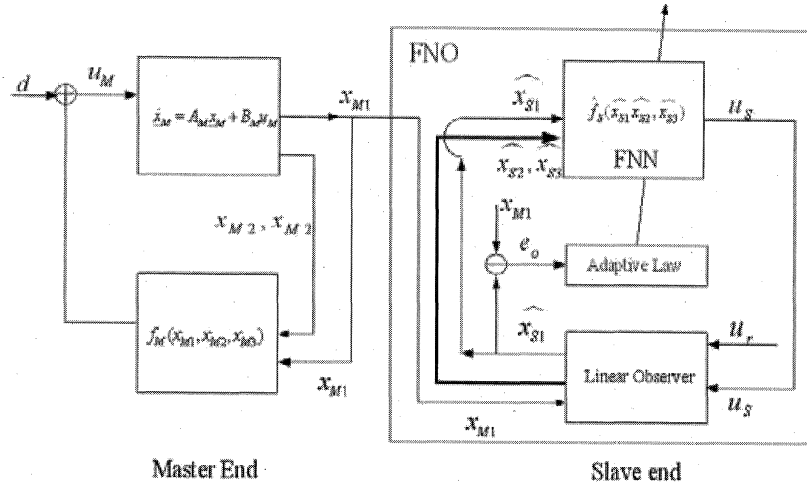 FNO
d
u_M
ẋ_M = A_M x_M + B_M u_M
x_M1
x̂_S1
f̂_S(x̂_S1 x̂_S2, x̂_S3)
FNN
u_S
x̂_S2, x̂_S3
x_M2, x_M2
x_M1
e_o
Adaptive Law
f_M(x_M1, x_M2, x_M3)
x̂_S1
u_r
Linear Observer
x_M1
u_S
x_M1
Master End
Slave end